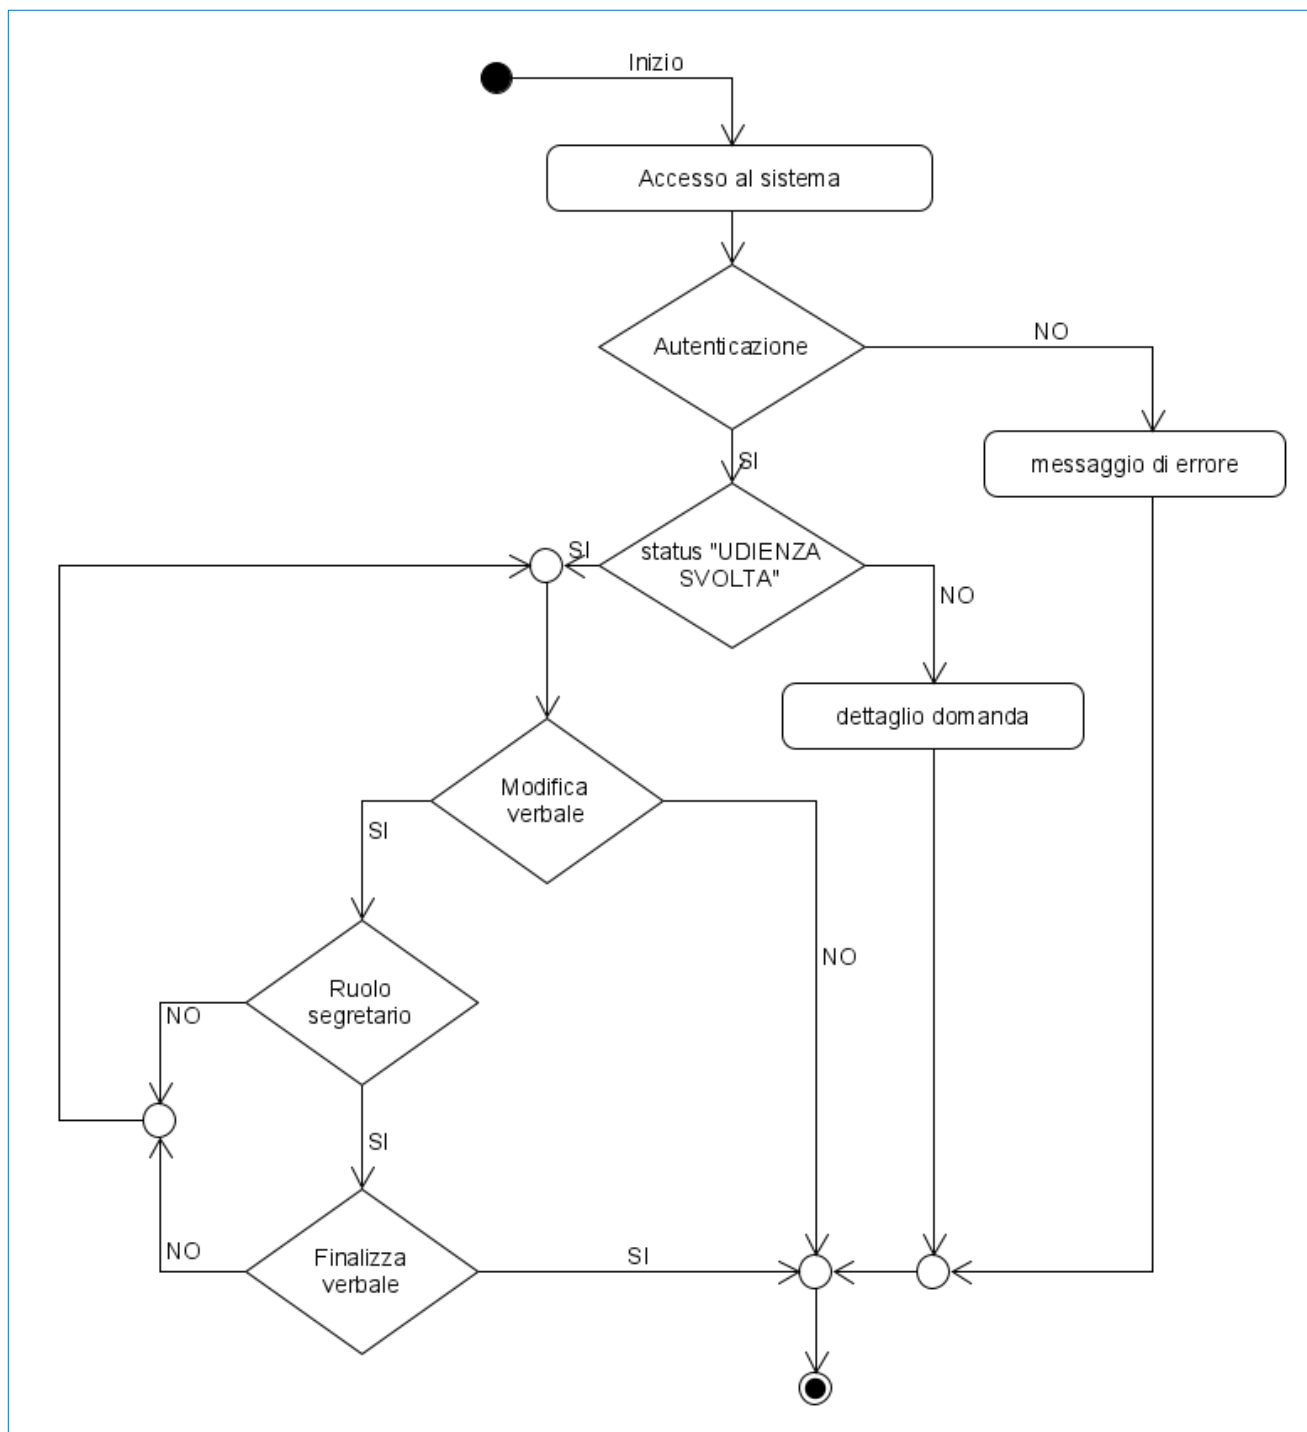 Inizio
Accesso al sistema
Autenticazione
NO
SI
messaggio di errore
SI
status "UDIENZA
SVOLTA"
NO
dettaglio domanda
Modifica
verbale
SI
NO
Ruolo
segretario
NO
SI
Finalizza
verbale
NO
SI